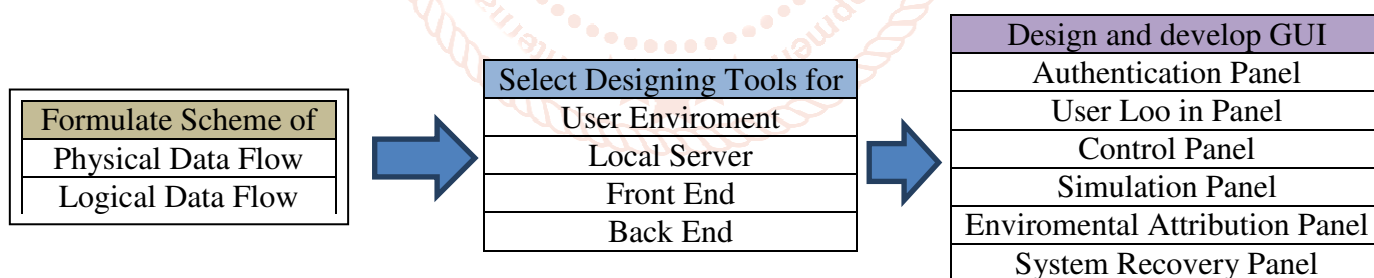 Formulate Scheme of
Physical Data Flow
Logical Data Flow
Select Designing Tools for
User Enviroment
Local Server
Front End
Back End
Design and develop GUI
Authentication Panel
User Loo in Panel
Control Panel
Simulation Panel
Enviromental Attribution Panel
System Recovery Panel